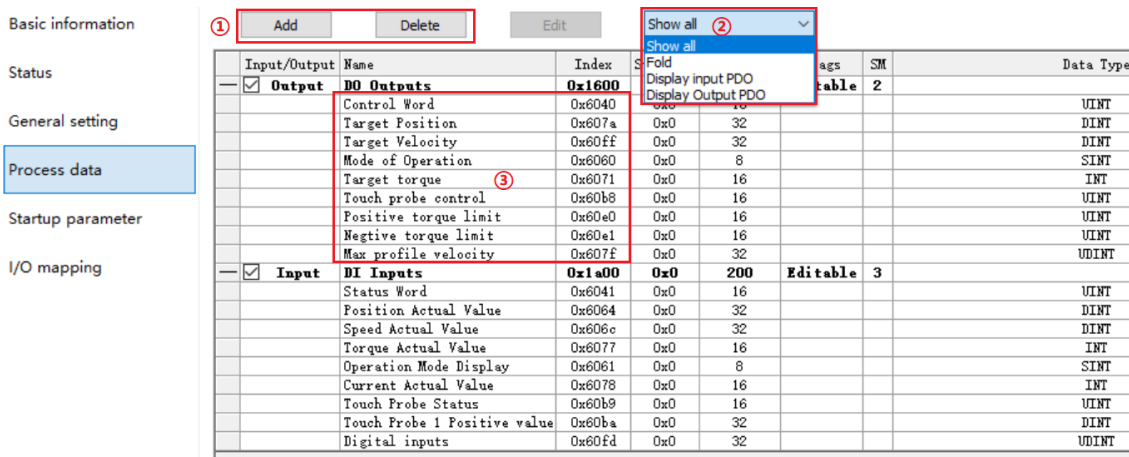 Basic information
Status
General setting
Process data
Startup parameter
I/O mapping
① Add Delete Edit Show all ②
Show all
Fold
Display input PDO
Display Output PDO
Input/Output Name Index S ags SM Data Type
Output DO Outputs 0x1600 table 2
Control Word 0x6040 0x0 16 UINT
Target Position 0x607a 0x0 32 DINT
Target Velocity 0x60ff 0x0 32 DINT
Mode of Operation 0x6060 0x0 8 SINT
Target torque ③ 0x6071 0x0 16 INT
Touch probe control 0x60b8 0x0 16 UINT
Positive torque limit 0x60e0 0x0 16 UINT
Negtive torque limit 0x60e1 0x0 16 UINT
Max profile velocity 0x607f 0x0 32 UDINT
Input DI Inputs 0x1a00 0x0 200 Editable 3
Status Word 0x6041 0x0 16 UINT
Position Actual Value 0x6064 0x0 32 DINT
Speed Actual Value 0x606c 0x0 32 DINT
Torque Actual Value 0x6077 0x0 16 INT
Operation Mode Display 0x6061 0x0 8 SINT
Current Actual Value 0x6078 0x0 16 INT
Touch Probe Status 0x60b9 0x0 16 UINT
Touch Probe 1 Positive value 0x60ba 0x0 32 DINT
Digital inputs 0x60fd 0x0 32 UDINT